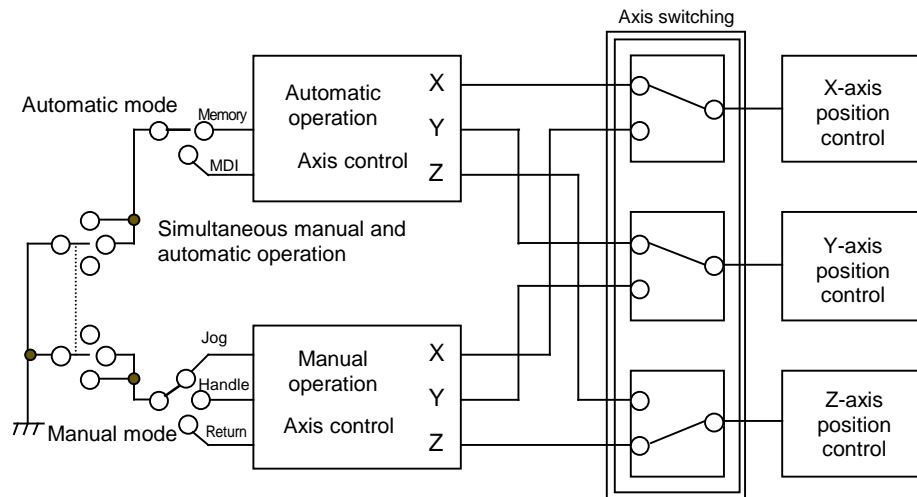 Axis switching
Automatic mode
Memory
MDI
Automatic
operation
Axis control
X
Y
Z
X-axis
position
control
Simultaneous manual and
automatic operation
Y-axis
position
control
Jog
Handle
Return
Manual mode
Manual
operation
Axis control
X
Y
Z
Z-axis
position
control